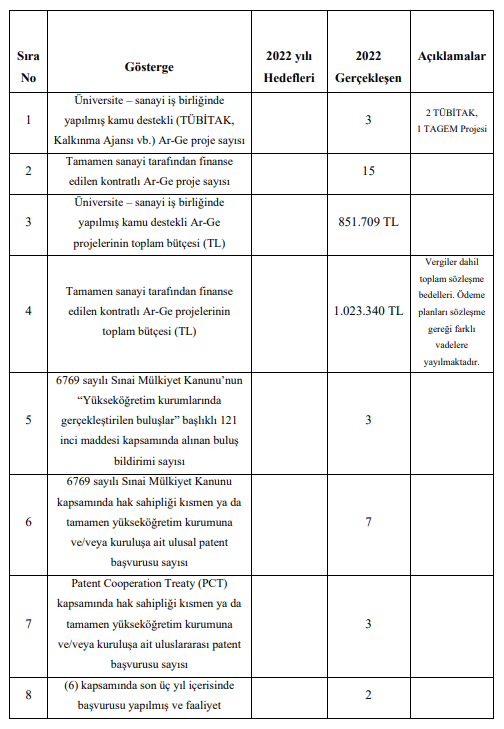 Sıra
No
Gösterge
2022 yılı
Hedefleri
2022
Gerçekleşen
Açıklamalar
1
Üniversite – sanayi iş birliğinde
yapılmış kamu destekli (TÜBİTAK,
Kalkınma Ajansı vb.) Ar-Ge proje sayısı
3
2 TÜBİTAK,
1 TAGEM Projesi
2
Tamamen sanayi tarafından finanse
edilen kontratlı Ar-Ge proje sayısı
15
3
Üniversite – sanayi iş birliğinde
yapılmış kamu destekli Ar-Ge
projelerinin toplam bütçesi (TL)
851.709 TL
4
Tamamen sanayi tarafından finanse
edilen kontratlı Ar-Ge projelerinin
toplam bütçesi (TL)
1.023.340 TL
Vergiler dahil
toplam sözleşme
bedelleri. Ödeme
planları sözleşme
gereği farklı
vadelere
yayılmaktadır.
5
6769 sayılı Sınai Mülkiyet Kanunu’nun
“Yükseköğretim kurumlarında
gerçekleştirilen buluşlar” başlıklı 121
inci maddesi kapsamında alınan buluş
bildirimi sayısı
3
6
6769 sayılı Sınai Mülkiyet Kanunu
kapsamında hak sahipliği kısmen ya da
tamamen yükseköğretim kurumuna
ve/veya kuruluşa ait ulusal patent
başvurusu sayısı
7
7
Patent Cooperation Treaty (PCT)
kapsamında hak sahipliği kısmen ya da
tamamen yükseköğretim kurumuna
ve/veya kuruluşa ait uluslararası patent
başvurusu sayısı
3
8
(6) kapsamında son üç yıl içerisinde
başvurusu yapılmış ve faaliyet
2